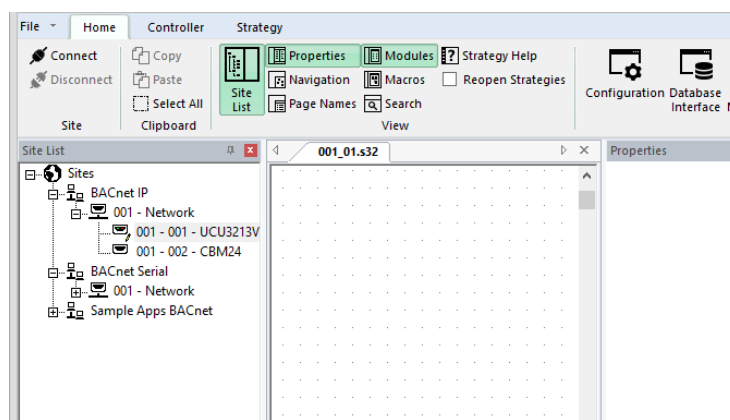 File Home Controller Strategy
Connect Copy Properties Modules Strategy Help
Disconnect Paste Navigation Macros Reopen Strategies
Select All Site List Page Names Search Configuration Database Interface
Site Clipboard View
Site List 001_01.s32 Properties
Sites
BACnet IP
001 - Network
001 - 001 - UCU3213V
001 - 002 - CBM24
BACnet Serial
001 - Network
Sample Apps BACnet